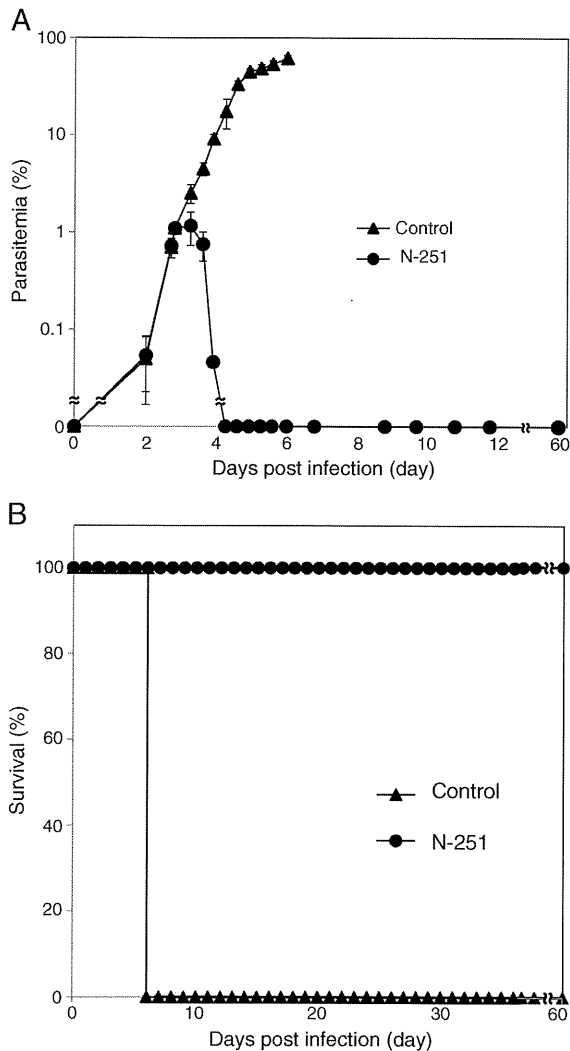 A
100
10
1
0.1
0
Parasitemia (%)
Control
N-251
0 2 4 6 8 10 12 60
Days post infection (day)
B
100
80
60
40
20
0
Survival (%)
Control
N-251
0 10 20 30 60
Days post infection (day)